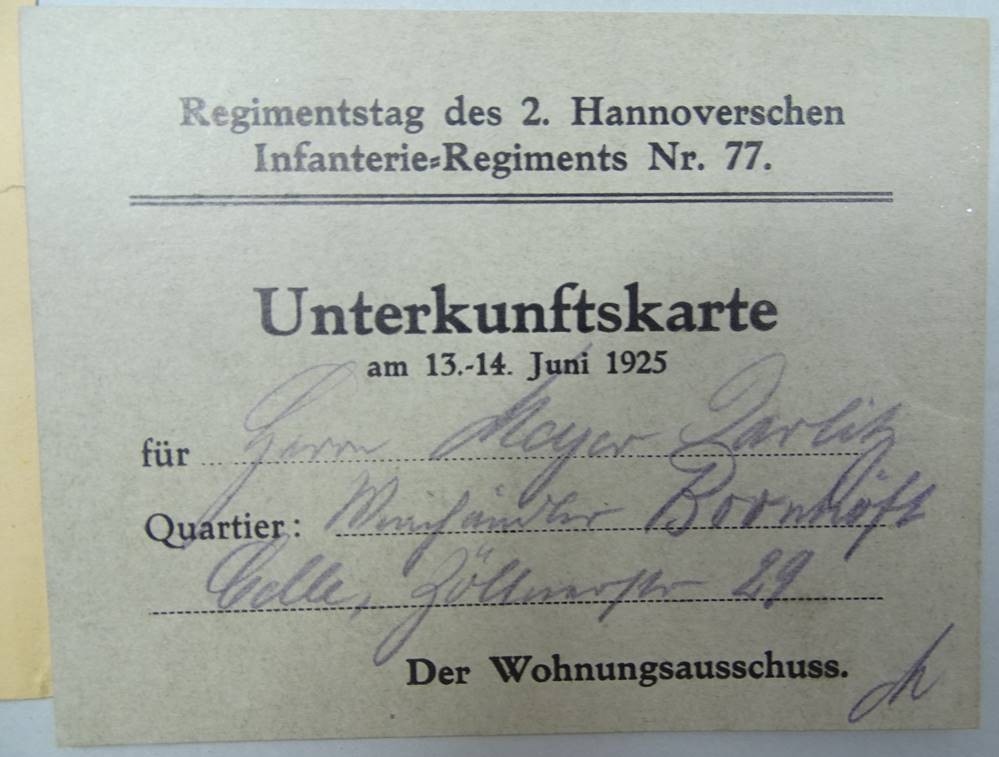 Regimentstag des 2. Hannoverschen
Infanterie=Regiments Nr. 77.
Unterkunftskarte
am 13.-14. Juni 1925
für Herrn Meyer
Quartier: Weinhändler Bornhöft
Celle, Zöllnerstr 29
Der Wohnungsausschuss.